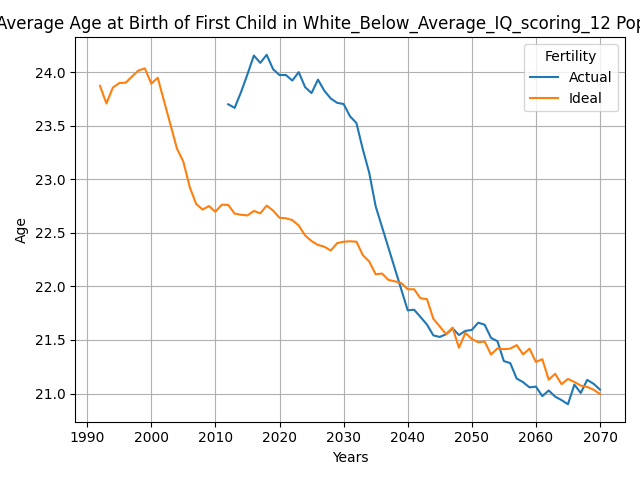 Average Age at Birth of First Child in White_Below_Average_IQ_scoring_12 Pop
Fertility
Actual
Ideal
24.0
23.5
23.0
22.5
22.0
21.5
21.0
Age
1990 2000 2010 2020 2030 2040 2050 2060 2070
Years